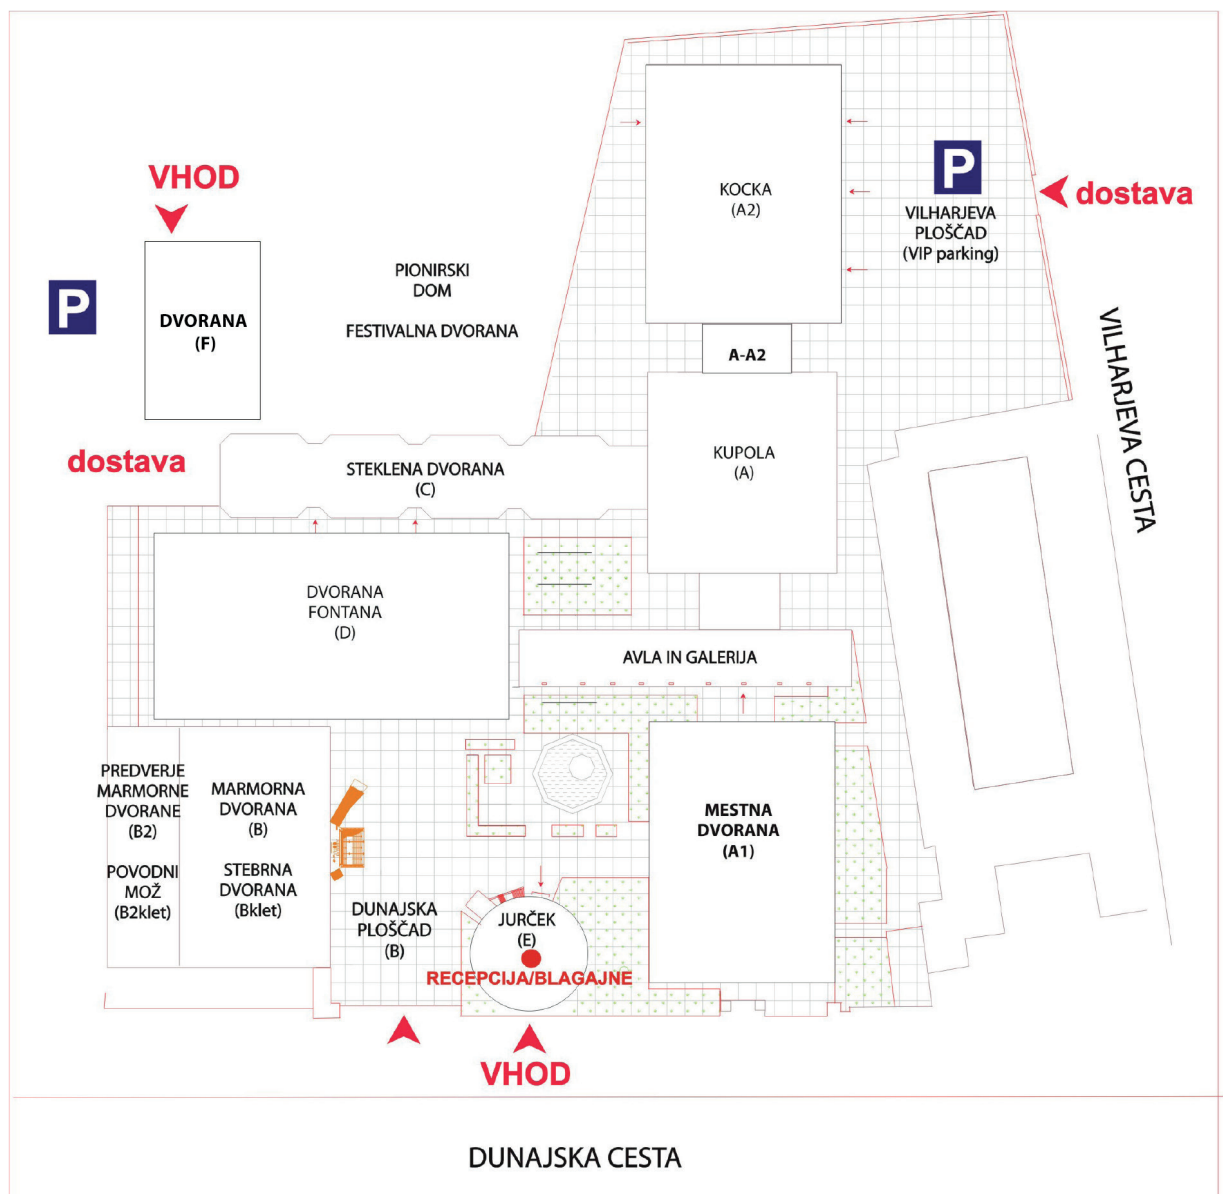 VHOD
DVORANA
(F)
P
PIONIRSKI
DOM
FESTIVALNA DVORANA
KOCKA
(A2)
P
VILHARJEVA
PLOŠČAD
(VIP parking)
dostava
A-A2
VILHARJEVA CESTA
dostava
STEKLENA DVORANA
(C)
KUPOLA
(A)
DVORANA
FONTANA
(D)
AVLA IN GALERIJA
PREDVERJE
MARMORNE
DVORANE
(B2)
POVODNI
MOŽ
(B2klet)
MARMORNA
DVORANA
(B)
STEBRNA
DVORANA
(Bklet)
DUNAJSKA
PLOŠČAD
(B)
JURČEK
(E)
RECEPCIJA/BLAGAJNE
MESTNA
DVORANA
(A1)
VHOD
DUNAJSKA CESTA